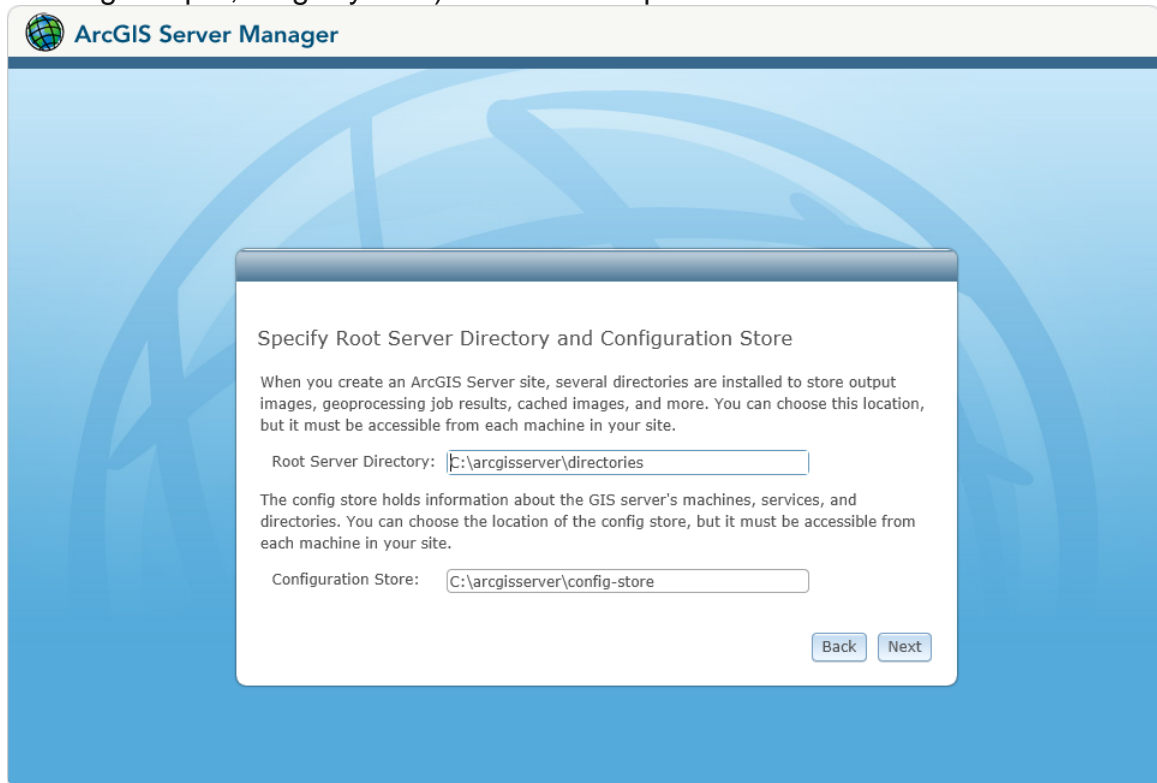 ArcGIS Server Manager
Specify Root Server Directory and Configuration Store
When you create an ArcGIS Server site, several directories are installed to store output
images, geoprocessing job results, cached images, and more. You can choose this location,
but it must be accessible from each machine in your site.
Root Server Directory: C:\arcgisserver\directories
The config store holds information about the GIS server's machines, services, and
directories. You can choose the location of the config store, but it must be accessible from
each machine in your site.
Configuration Store: C:\arcgisserver\config-store
Back Next